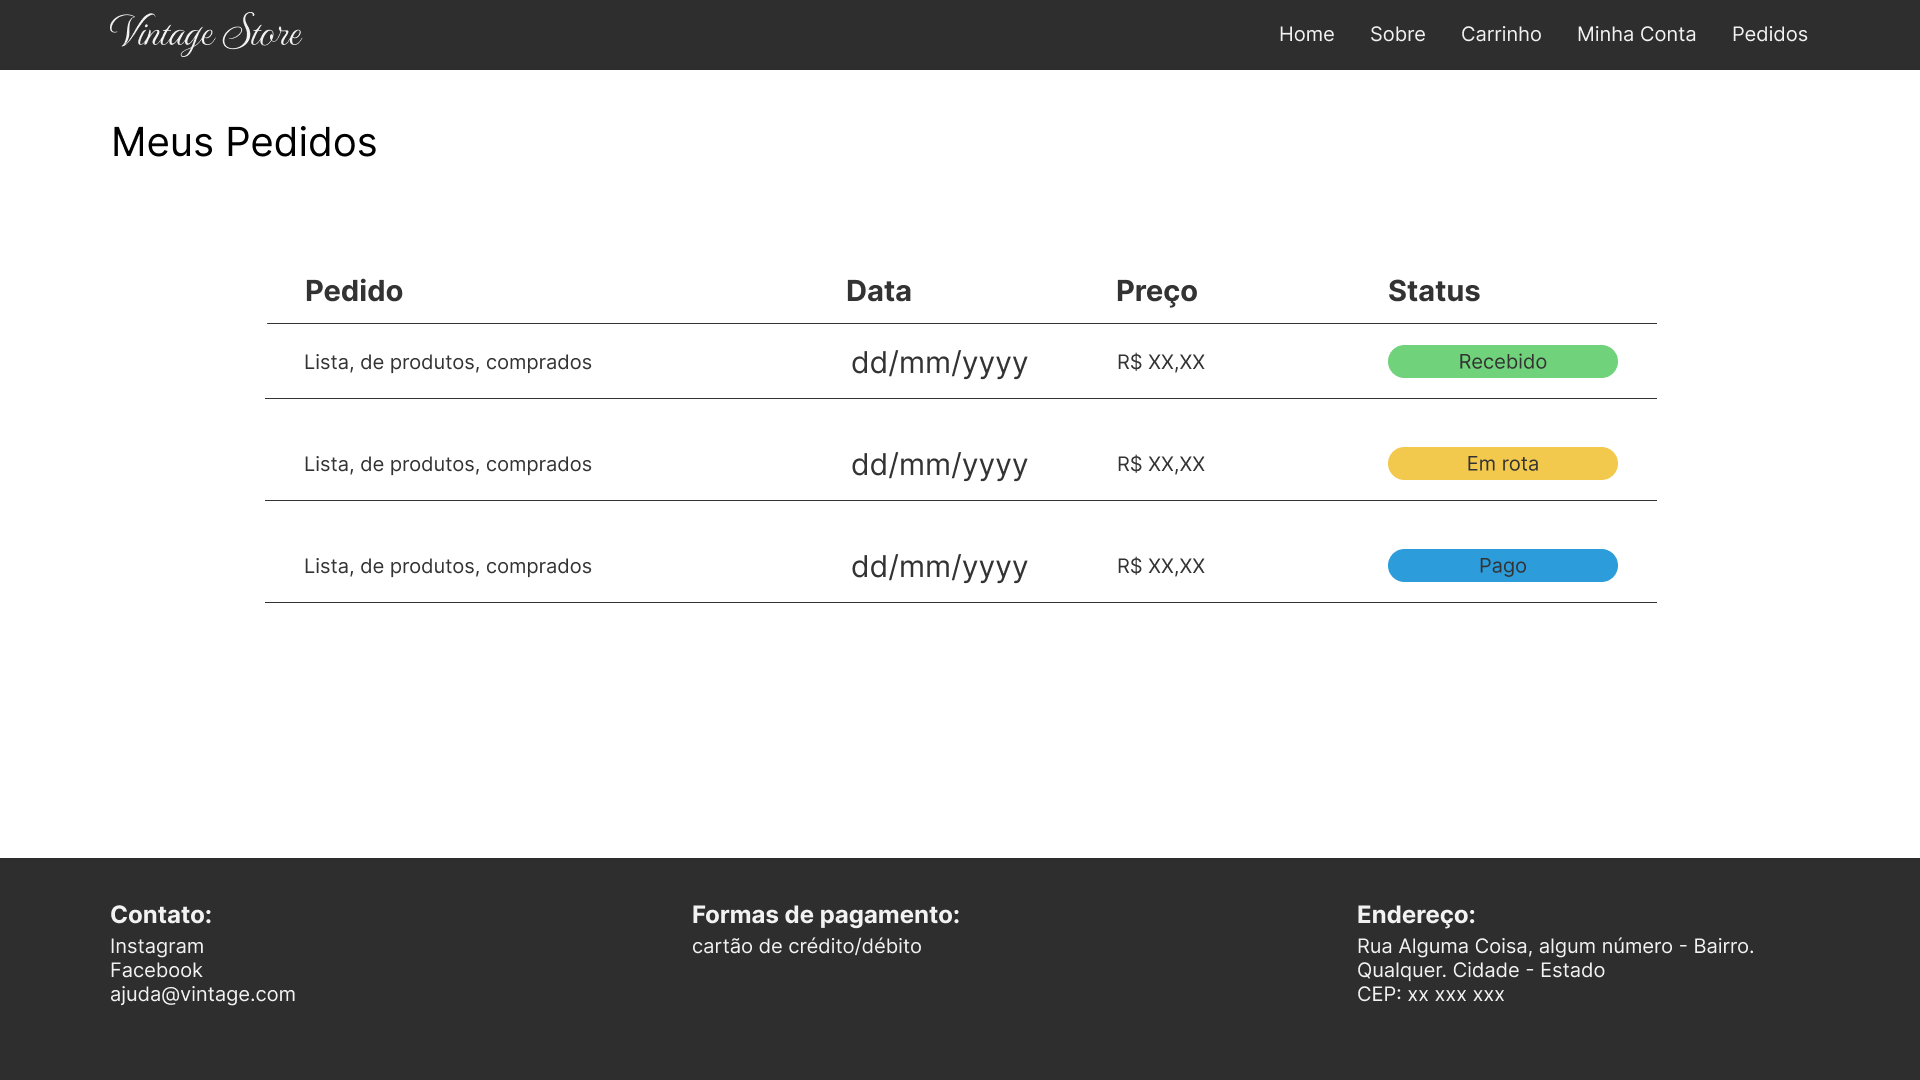 Vintage Store
Home Sobre Carrinho Minha Conta Pedidos
Meus Pedidos
Pedido Data Preço Status
Lista, de produtos, comprados dd/mm/yyyy R$ XX,XX Recebido
Lista, de produtos, comprados dd/mm/yyyy R$ XX,XX Em rota
Lista, de produtos, comprados dd/mm/yyyy R$ XX,XX Pago
Contato:
Instagram
Facebook
ajuda@vintage.com
Formas de pagamento:
cartão de crédito/débito
Endereço:
Rua Alguma Coisa, algum número - Bairro.
Qualquer. Cidade - Estado
CEP: xx xxx xxx